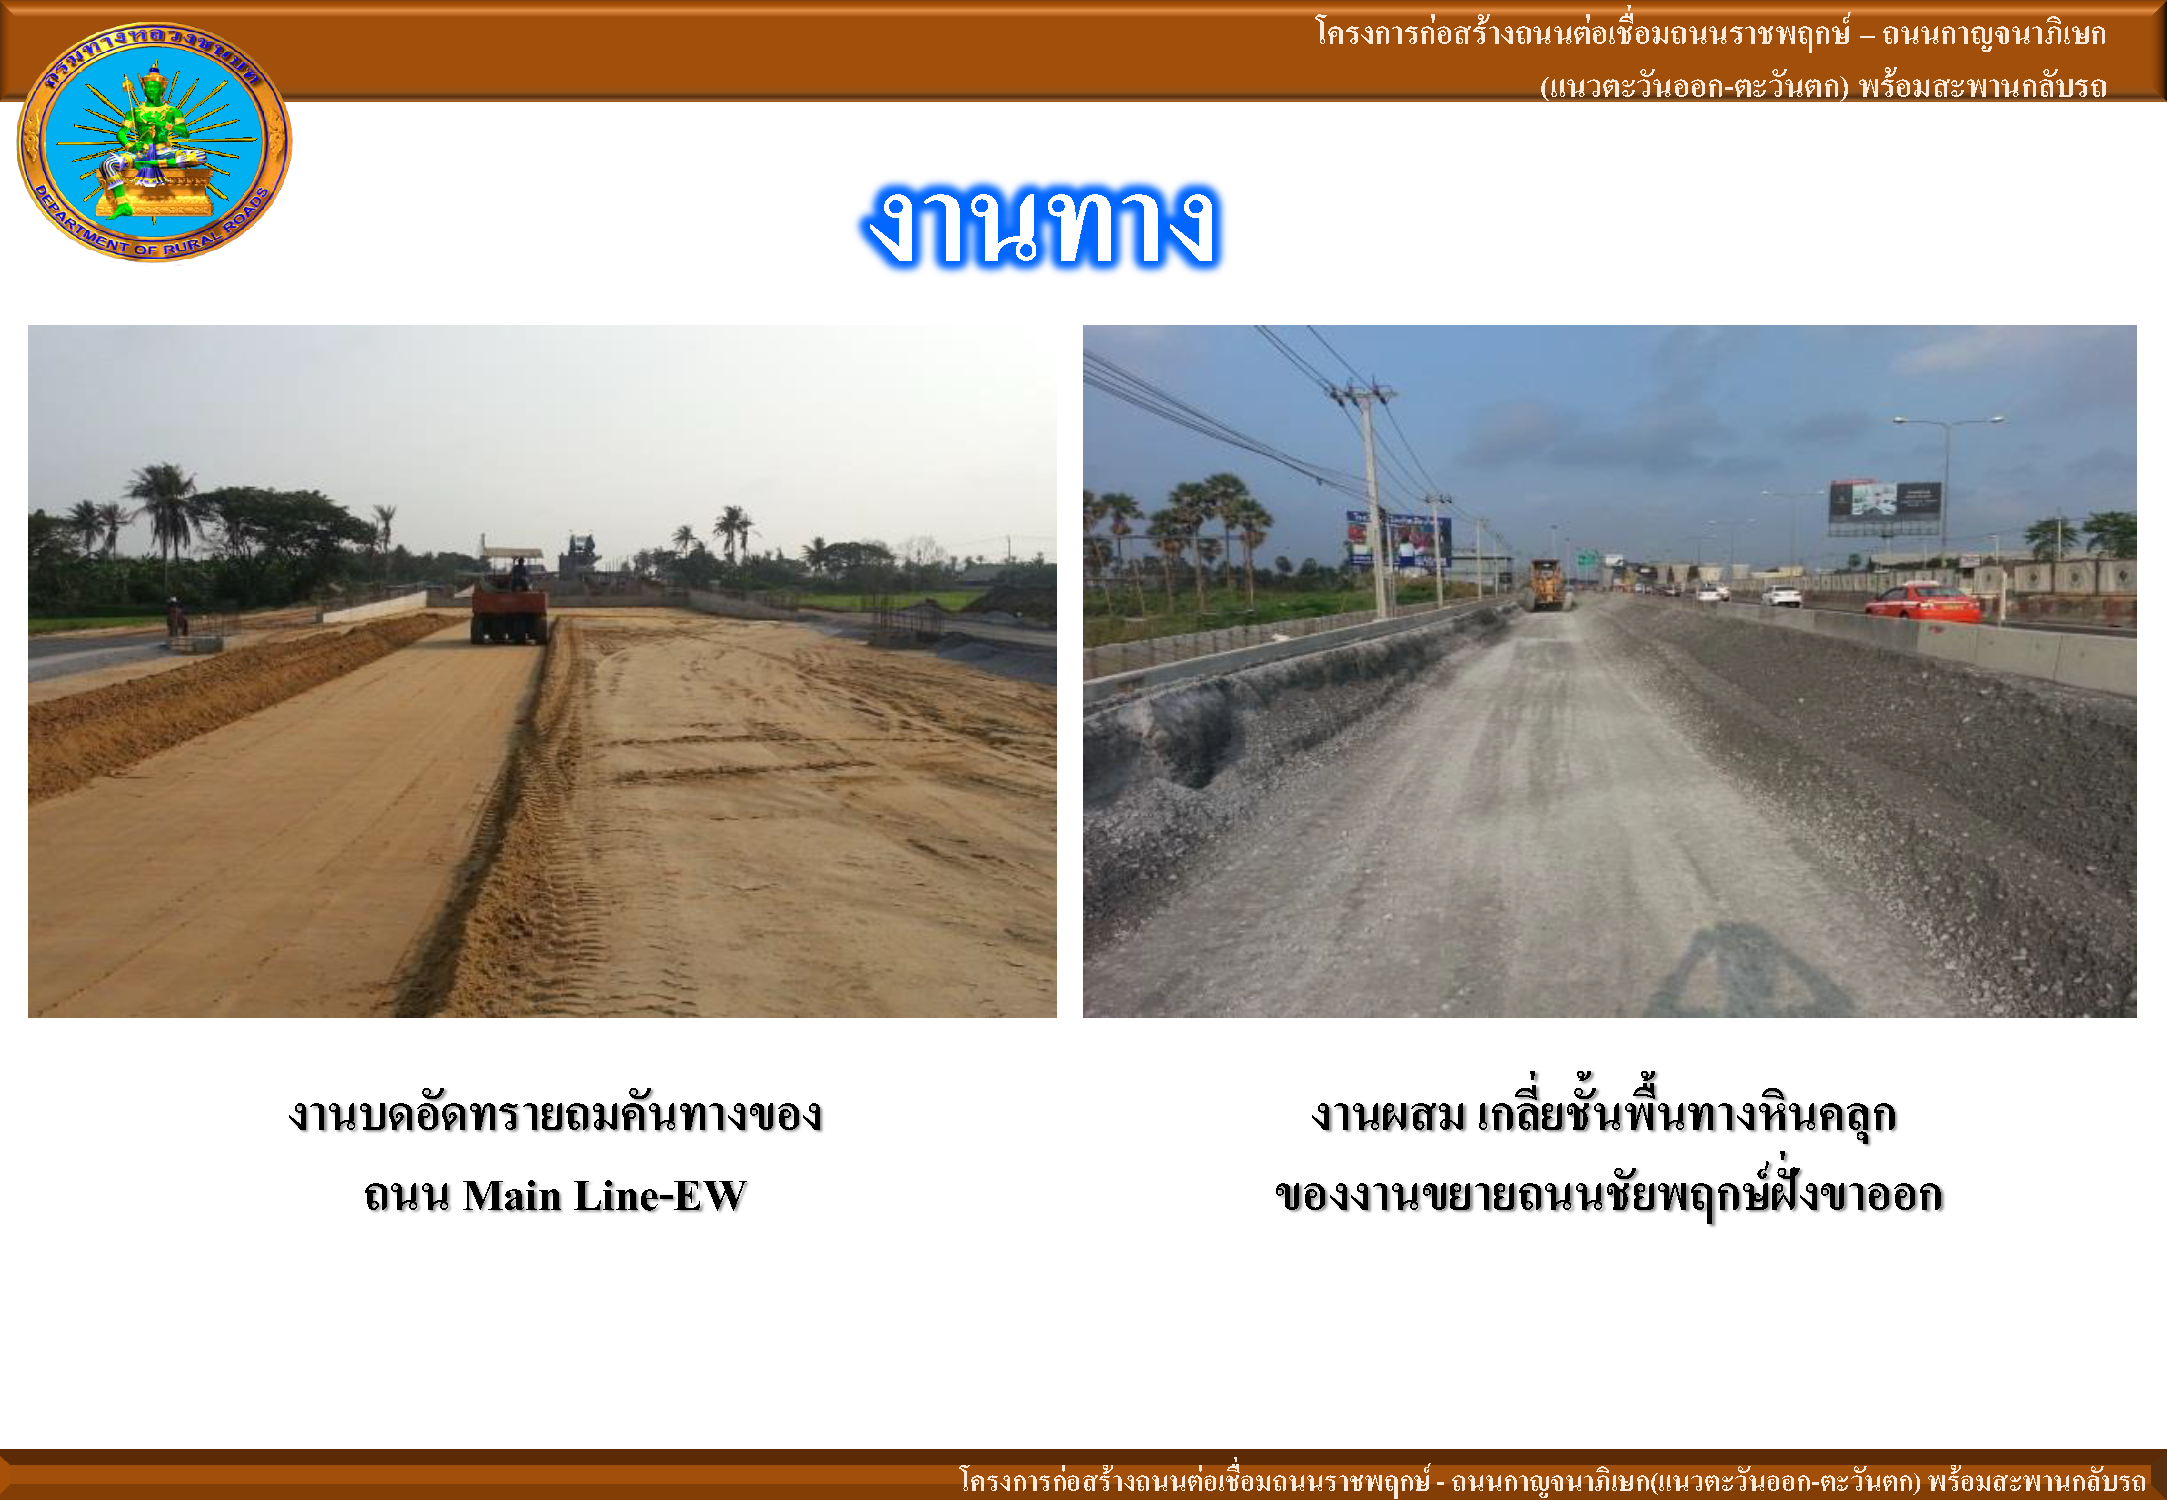 โครงการก่อสร้างถนนต่อเชื่อมถนนราชพฤกษ์ – ถนนกาญจนาภิเษก
(แนวตะวันออก-ตะวันตก) พร้อมสะพานกลับรถ
กรมทางหลวงชนบท
DEPARTMENT OF RURAL ROADS
งานทาง
งานบดอัดทรายถมคันทางของ
ถนน Main Line-EW
งานผสม เกลี่ยชั้นพื้นทางหินคลุก
ของงานขยายถนนชัยพฤกษ์ฝั่งขาออก
โครงการก่อสร้างถนนต่อเชื่อมถนนราชพฤกษ์ - ถนนกาญจนาภิเษก(แนวตะวันออก-ตะวันตก) พร้อมสะพานกลับรถ